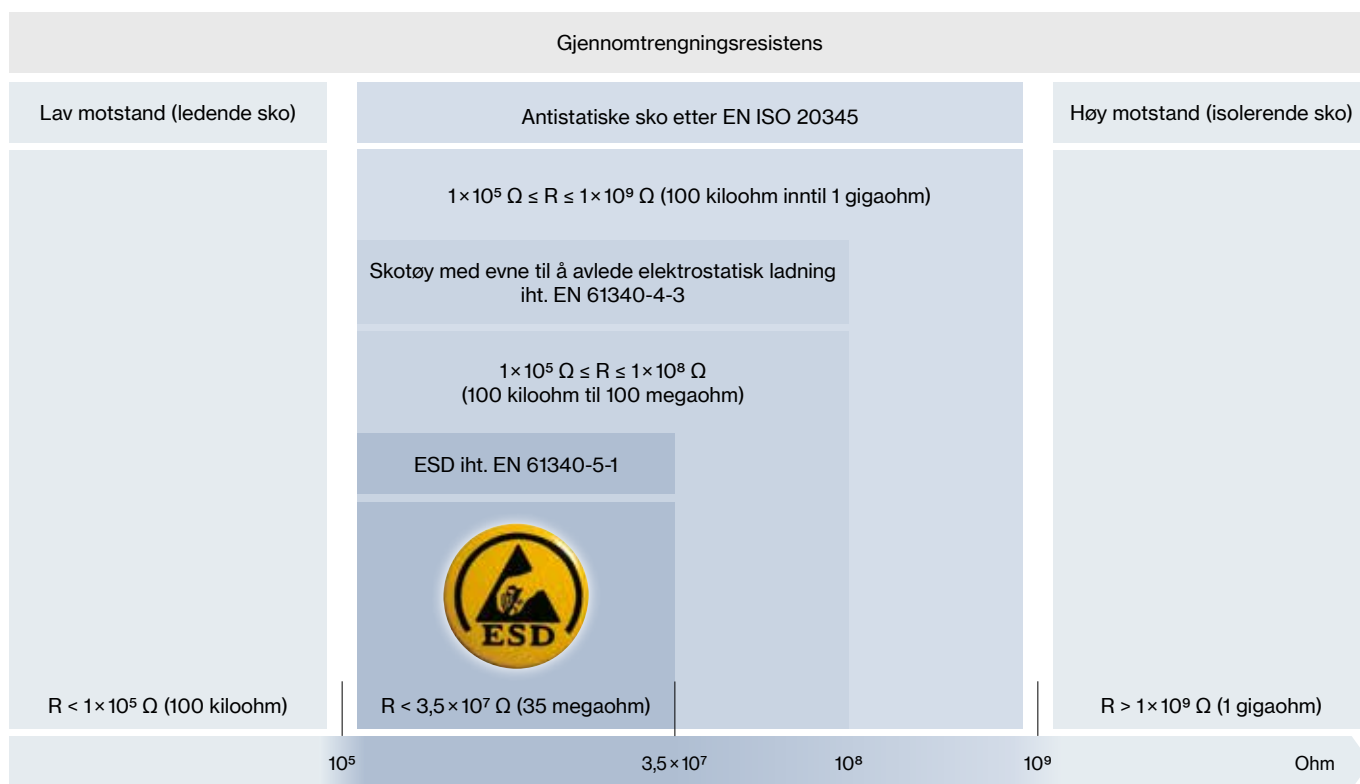 Gjennomtrengningsresistens
Lav motstand (ledende sko)
Antistatiske sko etter EN ISO 20345
Høy motstand (isolerende sko)
1×10⁵ Ω ≤ R ≤ 1×10⁹ Ω (100 kiloohm inntil 1 gigaohm)
Skotøy med evne til å avlede elektrostatisk ladning
iht. EN 61340-4-3
1×10⁵ Ω ≤ R ≤ 1×10⁸ Ω
(100 kiloohm til 100 megaohm)
ESD iht. EN 61340-5-1
ESD
R < 1×10⁵ Ω (100 kiloohm)
R < 3,5×10⁷ Ω (35 megaohm)
R > 1×10⁹ Ω (1 gigaohm)
10⁵
3,5×10⁷
10⁸
10⁹
Ohm